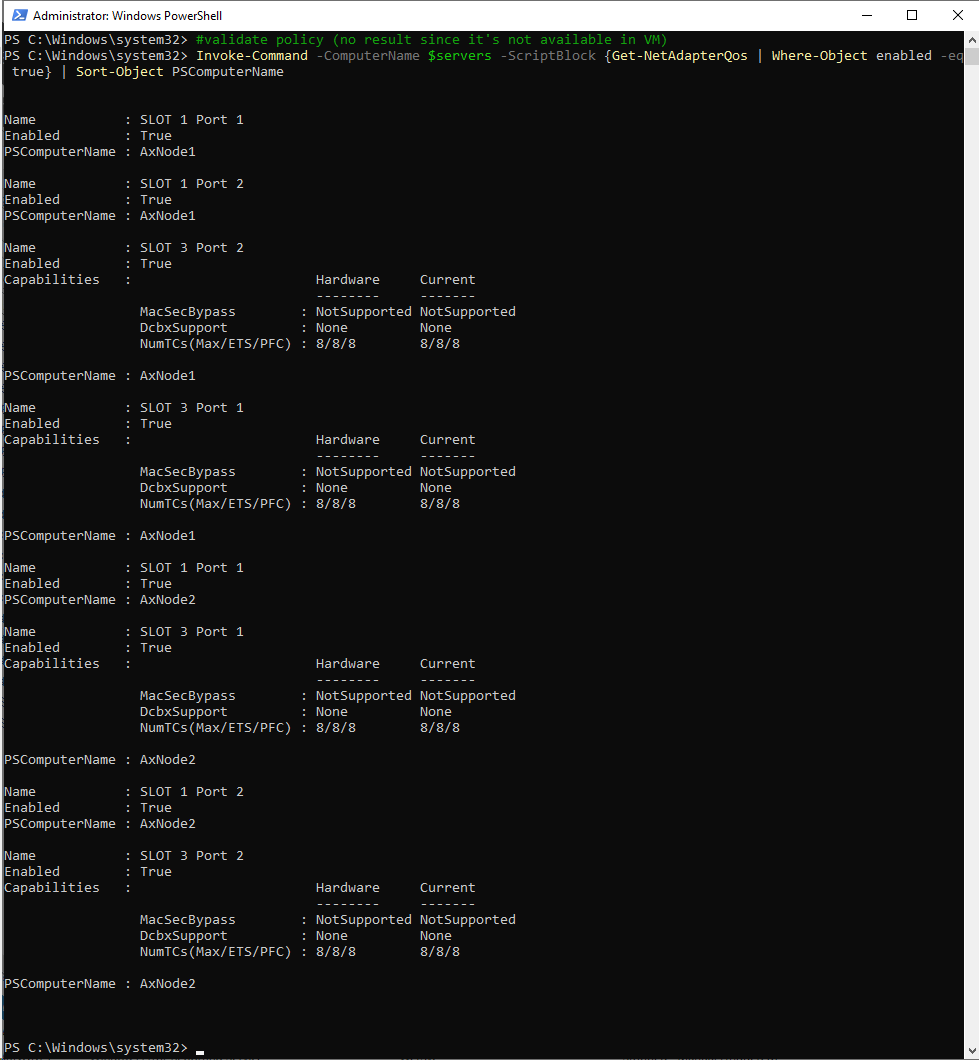 Administrator: Windows PowerShell
PS C:\Windows\system32> #validate policy (no result since it's not available in VM)
PS C:\Windows\system32> Invoke-Command -ComputerName $servers -ScriptBlock {Get-NetAdapterQos | Where-Object enabled -eq
 true} | Sort-Object PSComputerName
Name           : SLOT 1 Port 1
Enabled        : True
PSComputerName : AxNode1
Name           : SLOT 1 Port 2
Enabled        : True
PSComputerName : AxNode1
Name           : SLOT 3 Port 2
Enabled        : True
Capabilities   :                       Hardware     Current
                                       --------     -------
                 MacSecBypass        : NotSupported NotSupported
                 DcbxSupport         : None         None
                 NumTCs(Max/ETS/PFC) : 8/8/8        8/8/8
PSComputerName : AxNode1
Name           : SLOT 3 Port 1
Enabled        : True
Capabilities   :                       Hardware     Current
                                       --------     -------
                 MacSecBypass        : NotSupported NotSupported
                 DcbxSupport         : None         None
                 NumTCs(Max/ETS/PFC) : 8/8/8        8/8/8
PSComputerName : AxNode1
Name           : SLOT 1 Port 1
Enabled        : True
PSComputerName : AxNode2
Name           : SLOT 3 Port 1
Enabled        : True
Capabilities   :                       Hardware     Current
                                       --------     -------
                 MacSecBypass        : NotSupported NotSupported
                 DcbxSupport         : None         None
                 NumTCs(Max/ETS/PFC) : 8/8/8        8/8/8
PSComputerName : AxNode2
Name           : SLOT 1 Port 2
Enabled        : True
PSComputerName : AxNode2
Name           : SLOT 3 Port 2
Enabled        : True
Capabilities   :                       Hardware     Current
                                       --------     -------
                 MacSecBypass        : NotSupported NotSupported
                 DcbxSupport         : None         None
                 NumTCs(Max/ETS/PFC) : 8/8/8        8/8/8
PSComputerName : AxNode2
PS C:\Windows\system32>